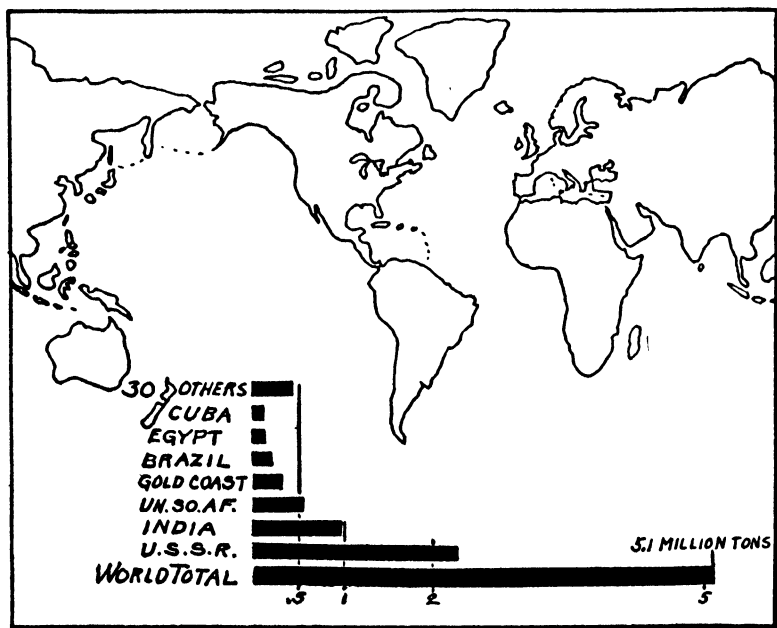 30 OTHERS
CUBA
EGYPT
BRAZIL
GOLD COAST
UN. SO. AF.
INDIA
U.S.S.R.
5.1 MILLION TONS
WORLD TOTAL
.5 1 2 5